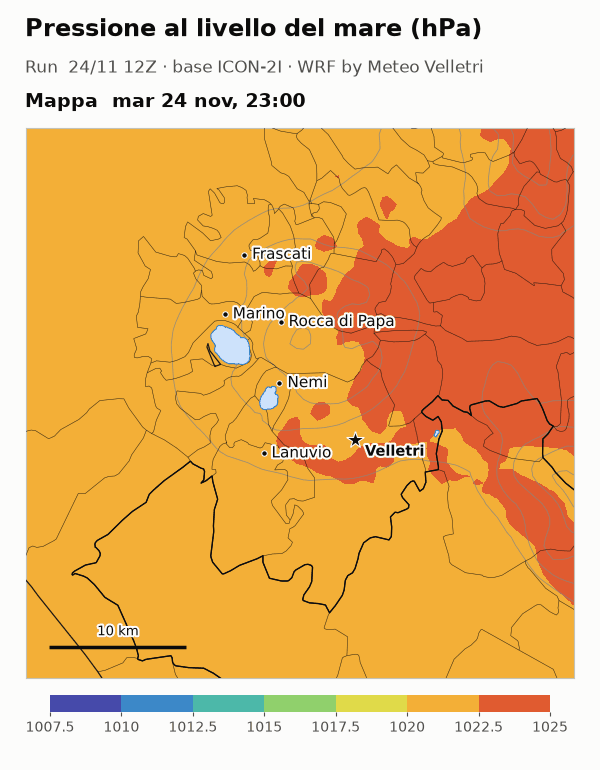 Pressione al livello del mare (hPa)
Run  24/11 12Z · base ICON-2I · WRF by Meteo Velletri
Mappa  mar 24 nov, 23:00
Frascati
Marino
Rocca di Papa
Nemi
Velletri
Lanuvio
10 km
1007.5 1010 1012.5 1015 1017.5 1020 1022.5 1025